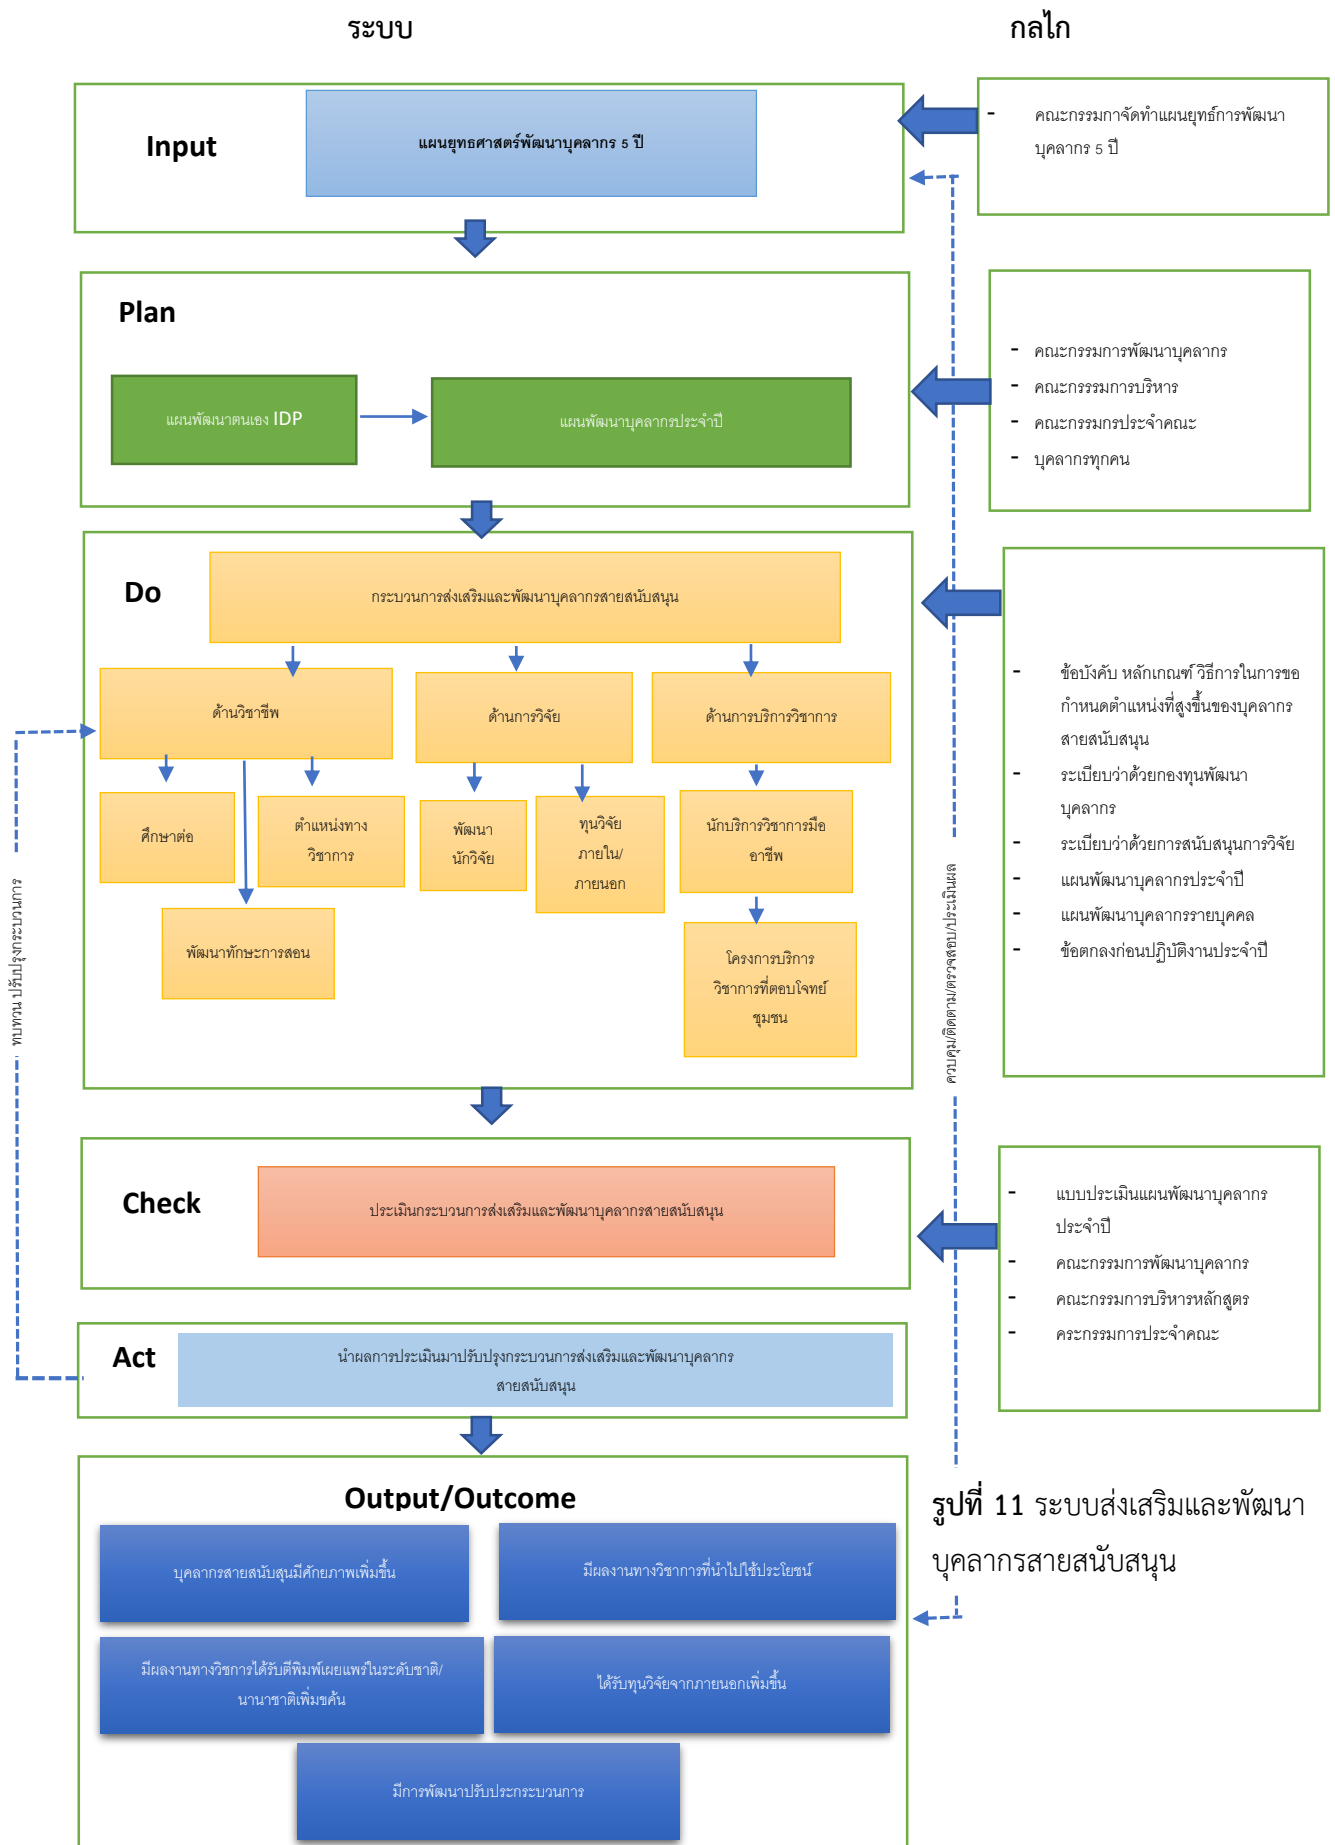 ระบบ
กลไก
Input
แผนยุทธศาสตร์พัฒนาบุคลากร 5 ปี
- คณะกรรมกาจัดทำแผนยุทธ์การพัฒนา
บุคลากร 5 ปี
Plan
แผนพัฒนาตนเอง IDP
แผนพัฒนาบุคลากรประจำปี
- คณะกรรมการพัฒนาบุคลากร
- คณะกรรรมการบริหาร
- คณะกรรมกรประจำคณะ
- บุคลากรทุกคน
Do
กระบวนการส่งเสริมและพัฒนาบุคลากรสายสนับสนุน
ด้านวิชาชีพ
ด้านการวิจัย
ด้านการบริการวิชาการ
ศึกษาต่อ
ตำแหน่งทาง
วิชาการ
พัฒนาทักษะการสอน
พัฒนา
นักวิจัย
ทุนวิจัย
ภายใน/
ภายนอก
นักบริการวิชาการมือ
อาชีพ
โครงการบริการ
วิชาการที่ตอบโจทย์
ชุมชน
- ข้อบังคับ หลักเกณฑ์ วิธีการในการขอ
กำหนดตำแหน่งที่สูงขึ้นของบุคลากร
สายสนับสนุน
- ระเบียบว่าด้วยกองทุนพัฒนา
บุคลากร
- ระเบียบว่าด้วยการสนับสนุนการวิจัย
- แผนพัฒนาบุคลากรประจำปี
- แผนพัฒนาบุคลากรรายบุคคล
- ข้อตกลงก่อนปฏิบัติงานประจำปี
ทบทวน ปรับปรุงกระบวนการ
ควบคุม/ติดตาม/ตรวจสอบ/ประเมินผล
Check
ประเมินกระบวนการส่งเสริมและพัฒนาบุคลากรสายสนับสนุน
- แบบประเมินแผนพัฒนาบุคลากร
ประจำปี
- คณะกรรมการพัฒนาบุคลากร
- คณะกรรมการบริหารหลักสูตร
- คระกรรมการประจำคณะ
Act
นำผลการประเมินมาปรับปรุงกระบวนการส่งเสริมและพัฒนาบุคลากร
สายสนับสนุน
Output/Outcome
บุคลากรสายสนับสุนมีศักยภาพเพิ่มขึ้น
มีผลงานทางวิชาการที่นำไปใช้ประโยชน์
มีผลงานทางวิชการได้รับตีพิมพ์เผยแพร่ในระดับชาติ/
นานาชาติเพิ่มขค้น
ได้รับทุนวิจัยจากภายนอกเพิ่มขึ้น
มีการพัฒนาปรับประกระบวนการ
รูปที่ 11 ระบบส่งเสริมและพัฒนา
บุคลากรสายสนับสนุน